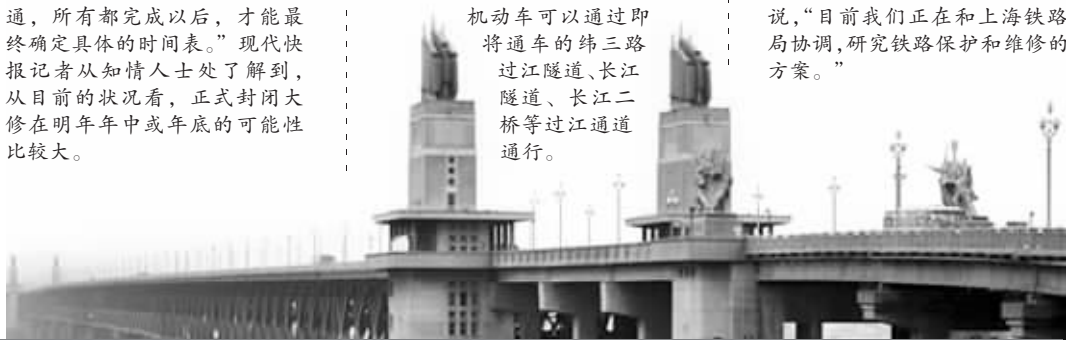 通，所有都完成以后，才能最
终确定具体的时间表。”现代快
报记者从知情人士处了解到，
从目前的状况看，正式封闭大
修在明年年中或年底的可能性
比较大。
机动车可以通过即
将通车的纬三路
过江隧道、长江
隧道、长江二
桥等过江通道
通行。
说，“目前我们正在和上海铁路
局协调，研究铁路保护和维修的
方案。”